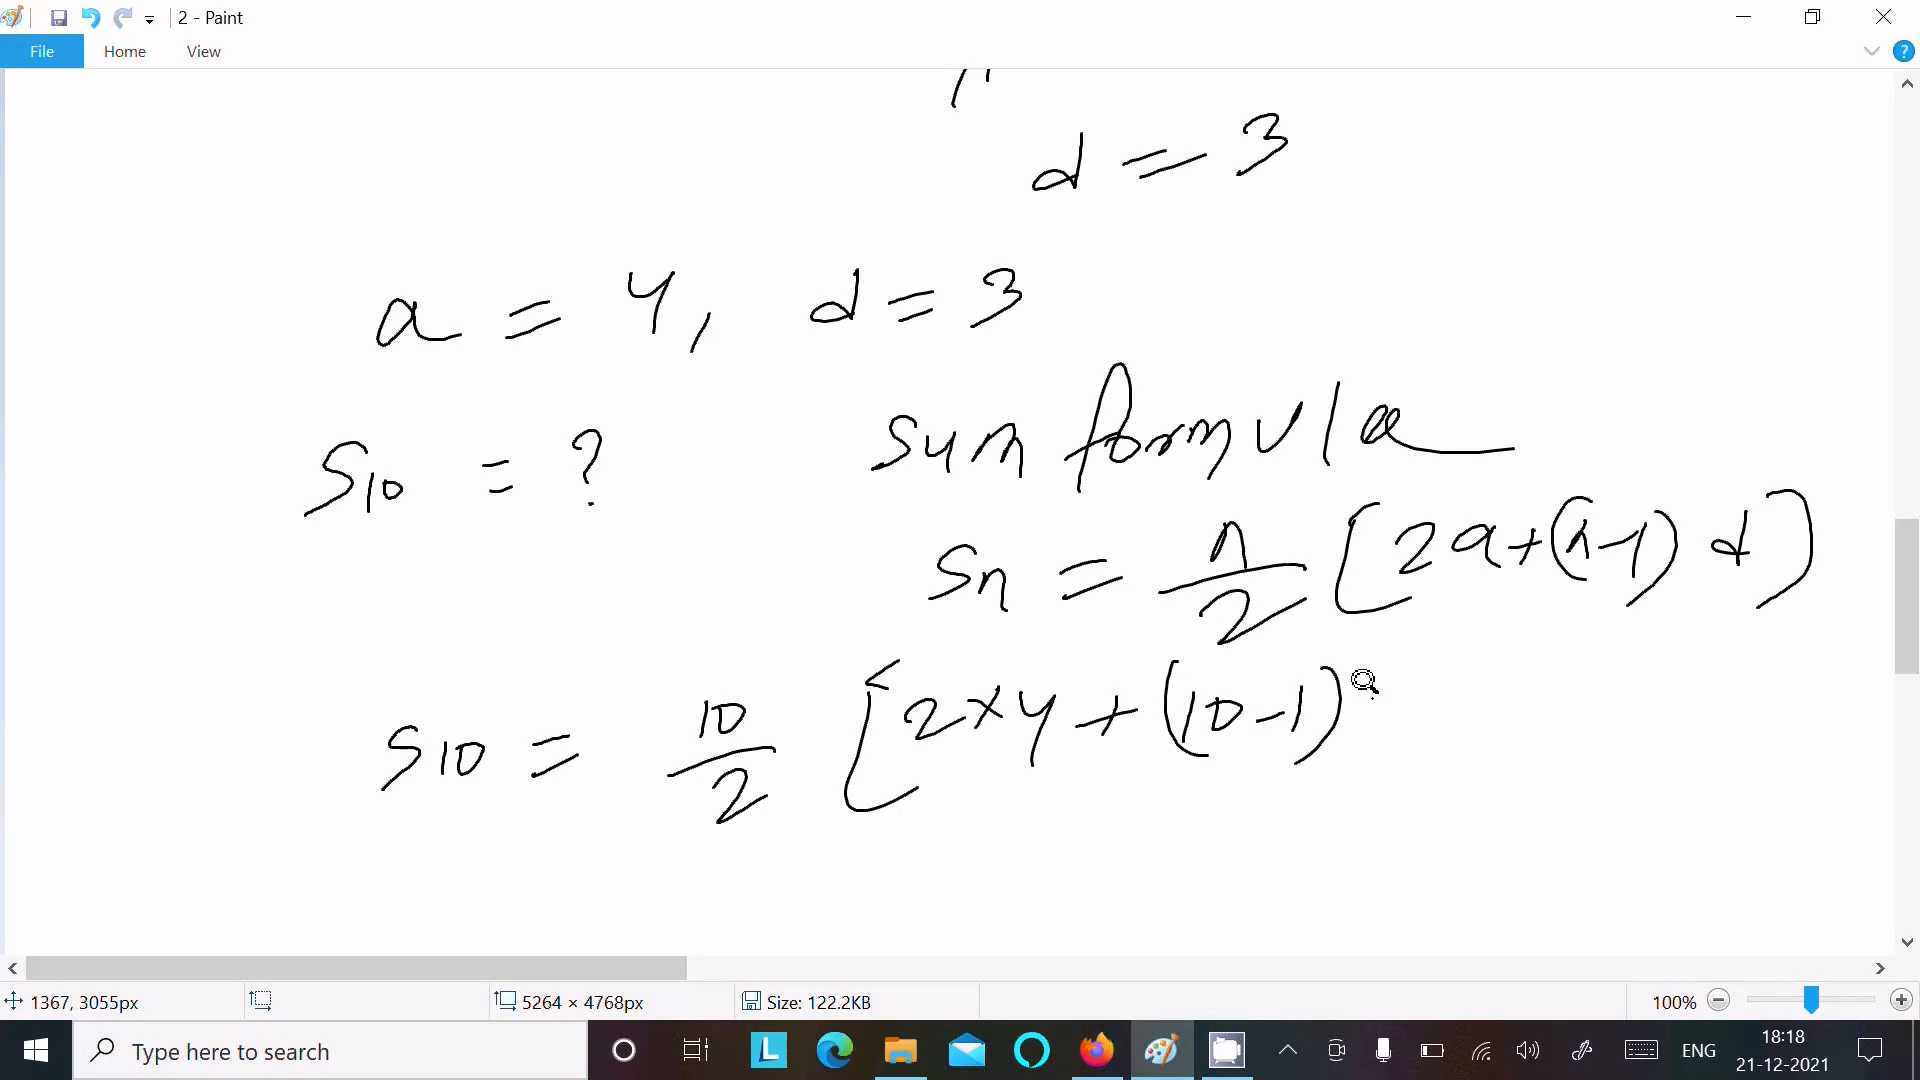 2 - Paint
File Home View
d = 3
a = 4, d = 3
S10 = ? sum formula
Sn = n/2 [2a+(n-1) d]
S10 = 10/2 [2×4+(10-1)
1367, 3055px 5264 × 4768px Size: 122.2KB 100%
Type here to search L ENG 18:18
21-12-2021